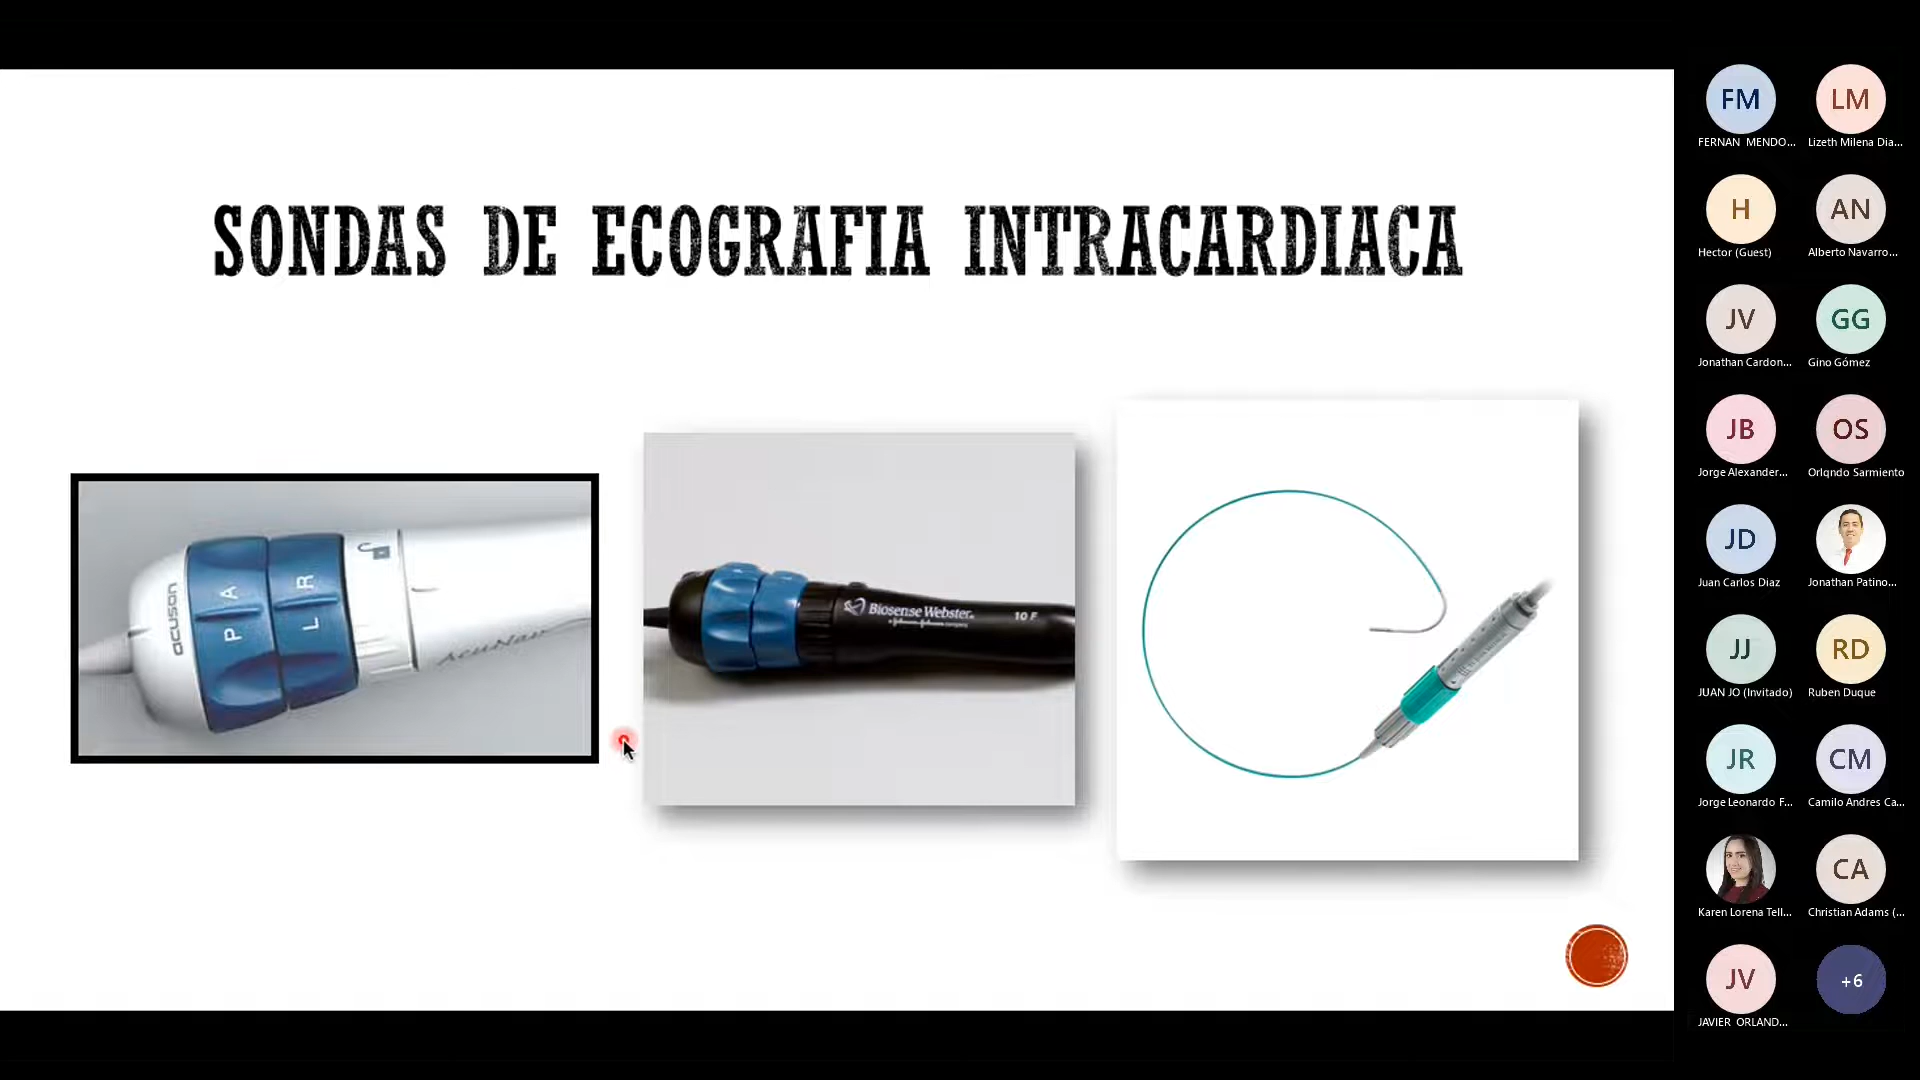 SONDAS DE ECOGRAFIA INTRACARDIACA
acuson
P A
L R
AcuNav
Biosense Webster
a Johnson & Johnson company
10 F
FM
FERNAN MENDO...
LM
Lizeth Milena Dia...
H
Hector (Guest)
AN
Alberto Navarro...
JV
Jonathan Cardon...
GG
Gino Gómez
JB
Jorge Alexander...
OS
Orlqndo Sarmiento
JD
Juan Carlos Diaz
Jonathan Patino...
JJ
JUAN JO (Invitado)
RD
Ruben Duque
JR
Jorge Leonardo F...
CM
Camilo Andres Ca...
Karen Lorena Tell...
CA
Christian Adams (...
JV
JAVIER ORLAND...
+6